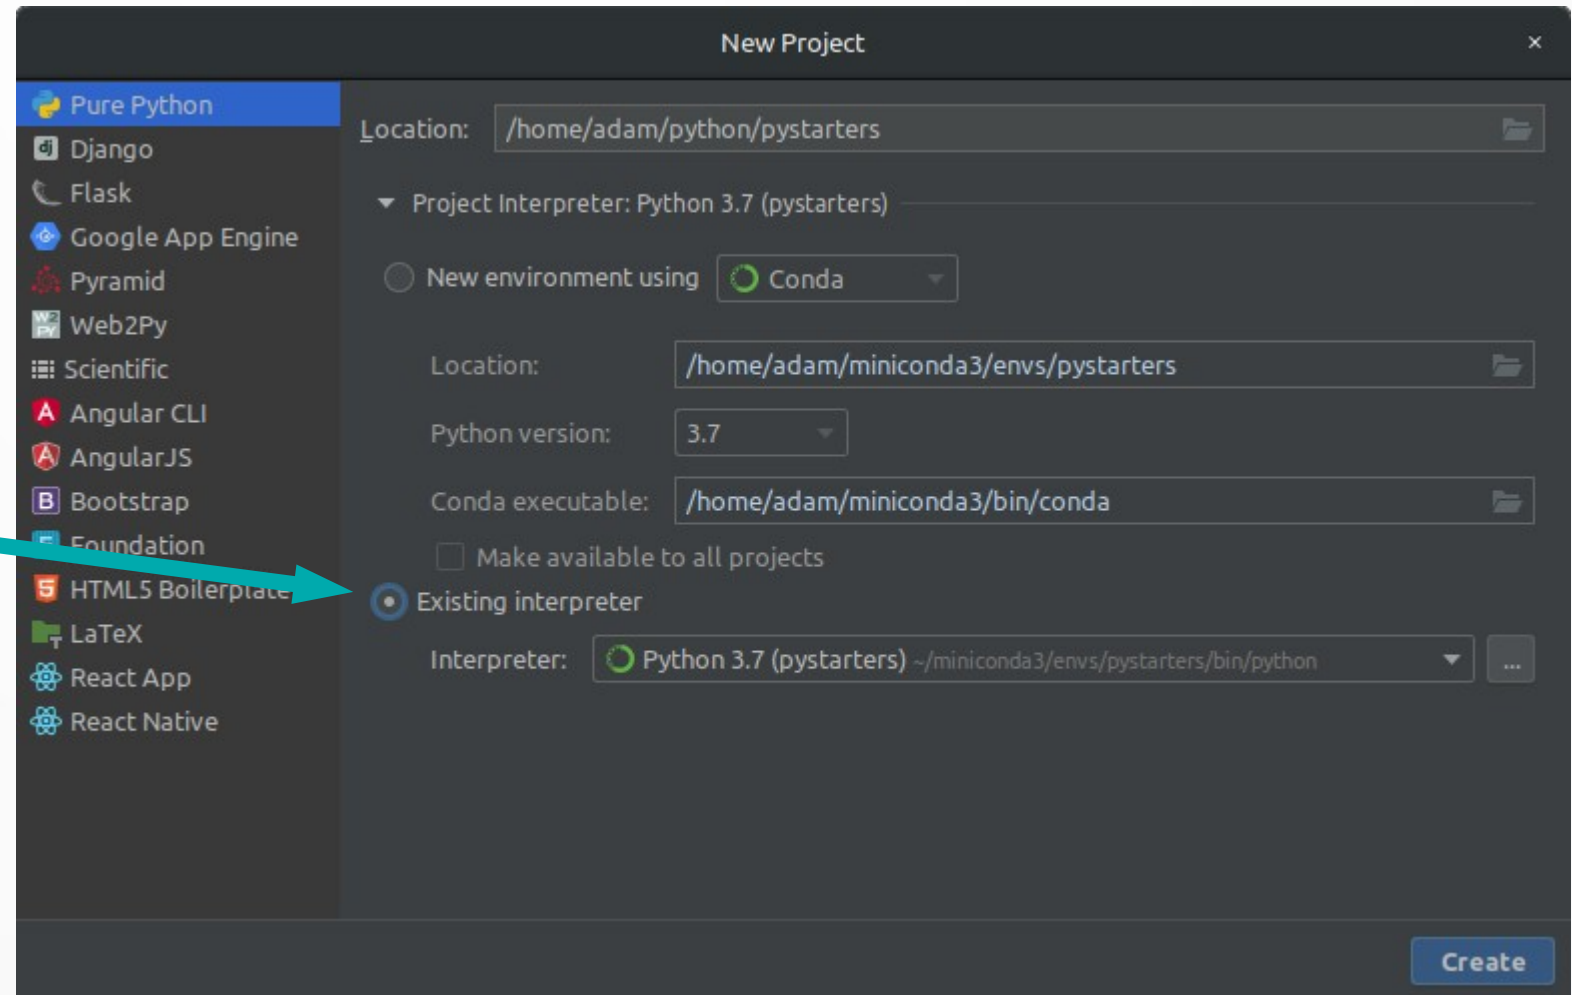 New Project
×
Pure Python
Django
Flask
Google App Engine
Pyramid
Web2Py
Scientific
Angular CLI
AngularJS
Bootstrap
Foundation
HTML5 Boilerplate
LaTeX
React App
React Native
Location: /home/adam/python/pystarters
Project Interpreter: Python 3.7 (pystarters)
New environment using Conda
Location: /home/adam/miniconda3/envs/pystarters
Python version: 3.7
Conda executable: /home/adam/miniconda3/bin/conda
Make available to all projects
Existing interpreter
Interpreter: Python 3.7 (pystarters) ~/miniconda3/envs/pystarters/bin/python ...
Create